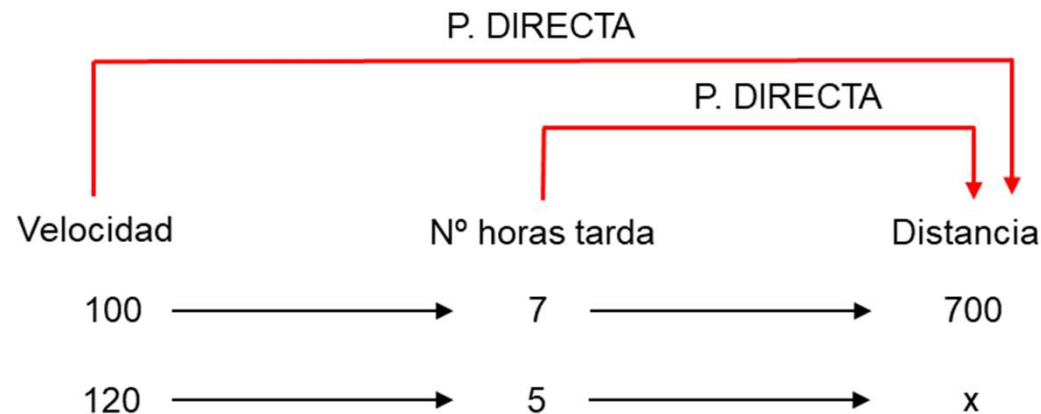 P. DIRECTA
P. DIRECTA
Velocidad Nº horas tarda Distancia
100 7 700
120 5 x